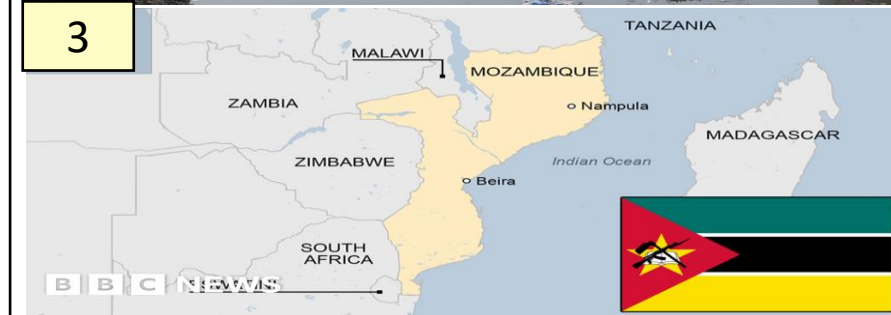 3
TANZANIA
MALAWI
MOZAMBIQUE
ZAMBIA
Nampula
MADAGASCAR
ZIMBABWE
Indian Ocean
Beira
SOUTH
AFRICA
BBC NEWS